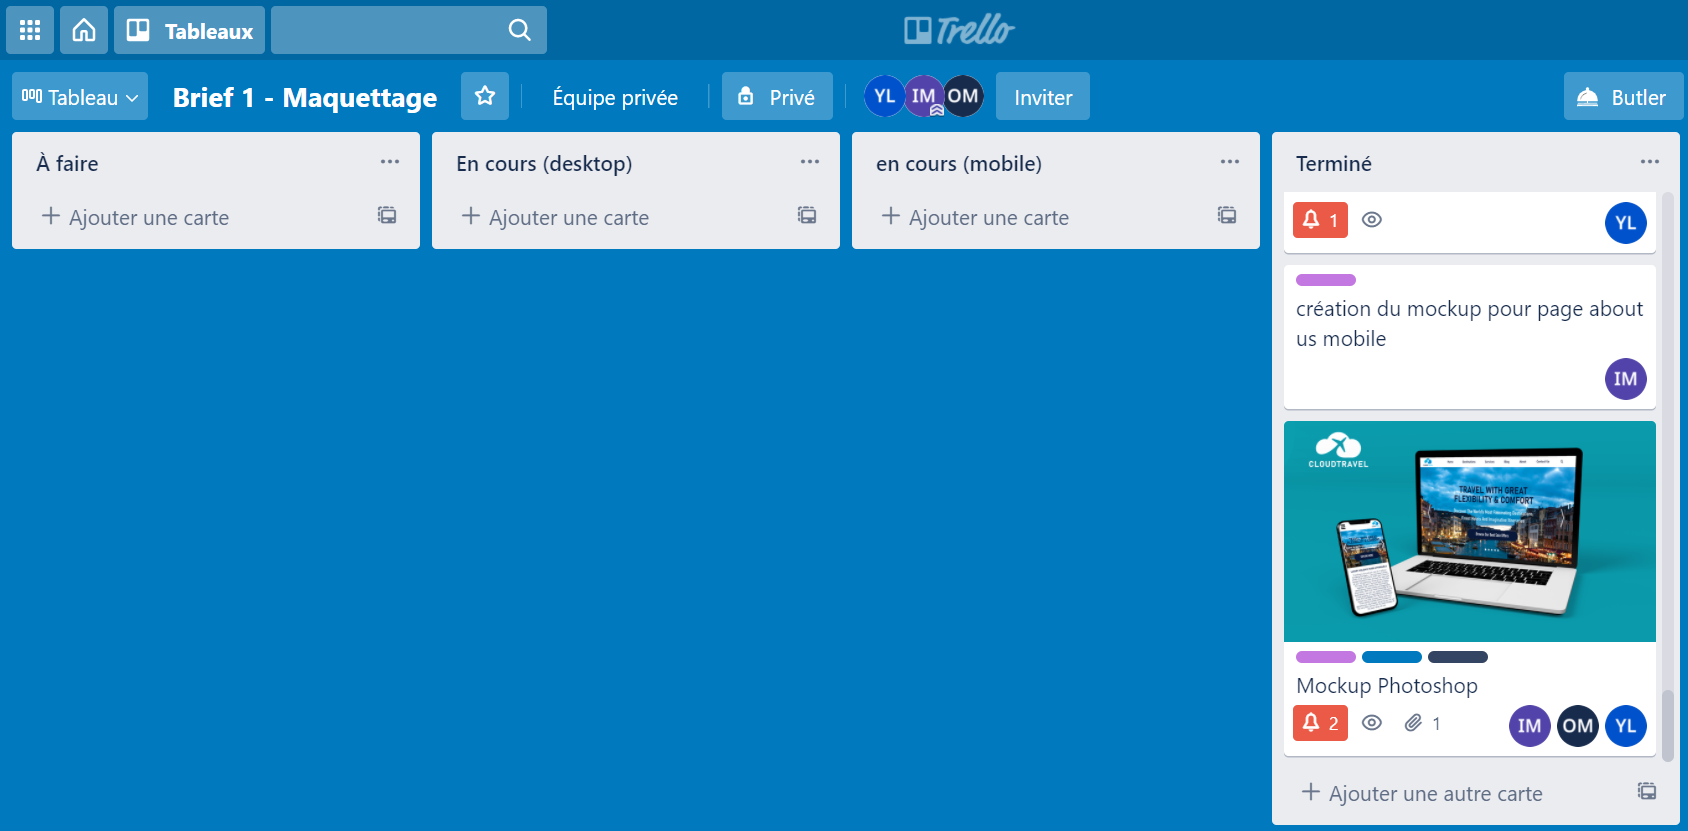 Tableaux
Trello
Tableau
Brief 1 - Maquettage
Équipe privée
Privé
YL
IM
OM
Inviter
Butler
À faire
Ajouter une carte
En cours (desktop)
Ajouter une carte
en cours (mobile)
Ajouter une carte
Terminé
1
YL
création du mockup pour page about
us mobile
IM
CLOUDTRAVEL
TRAVEL WITH GREAT
FLEXIBILITY & COMFORT
Mockup Photoshop
2
1
IM
OM
YL
Ajouter une autre carte